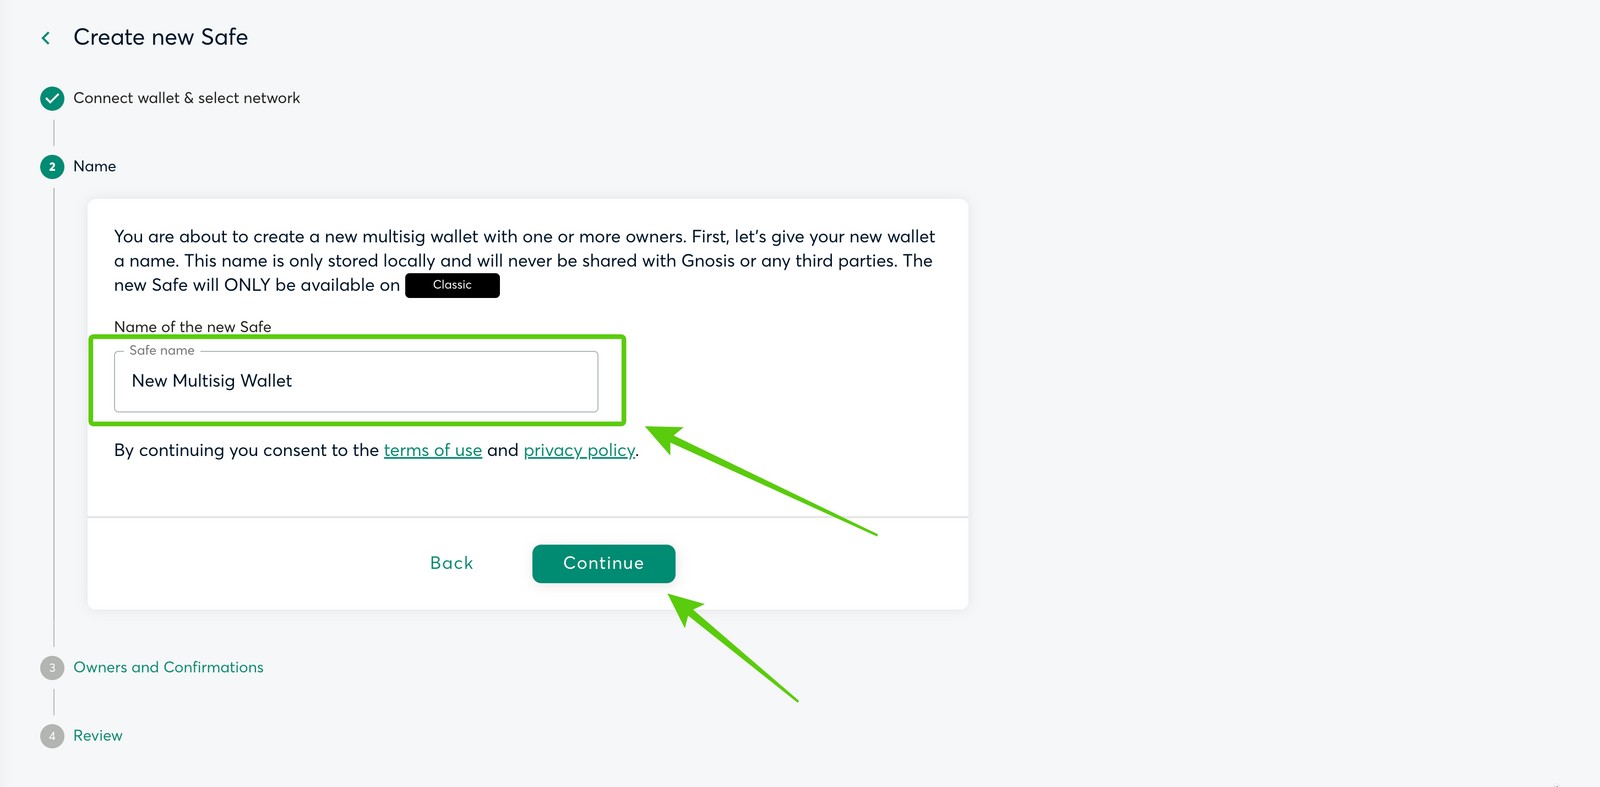 Create new Safe
Connect wallet & select network
2 Name
You are about to create a new multisig wallet with one or more owners. First, let's give your new wallet
a name. This name is only stored locally and will never be shared with Gnosis or any third parties. The
new Safe will ONLY be available on Classic
Name of the new Safe
Safe name
New Multisig Wallet
By continuing you consent to the terms of use and privacy policy.
Back Continue
3 Owners and Confirmations
4 Review